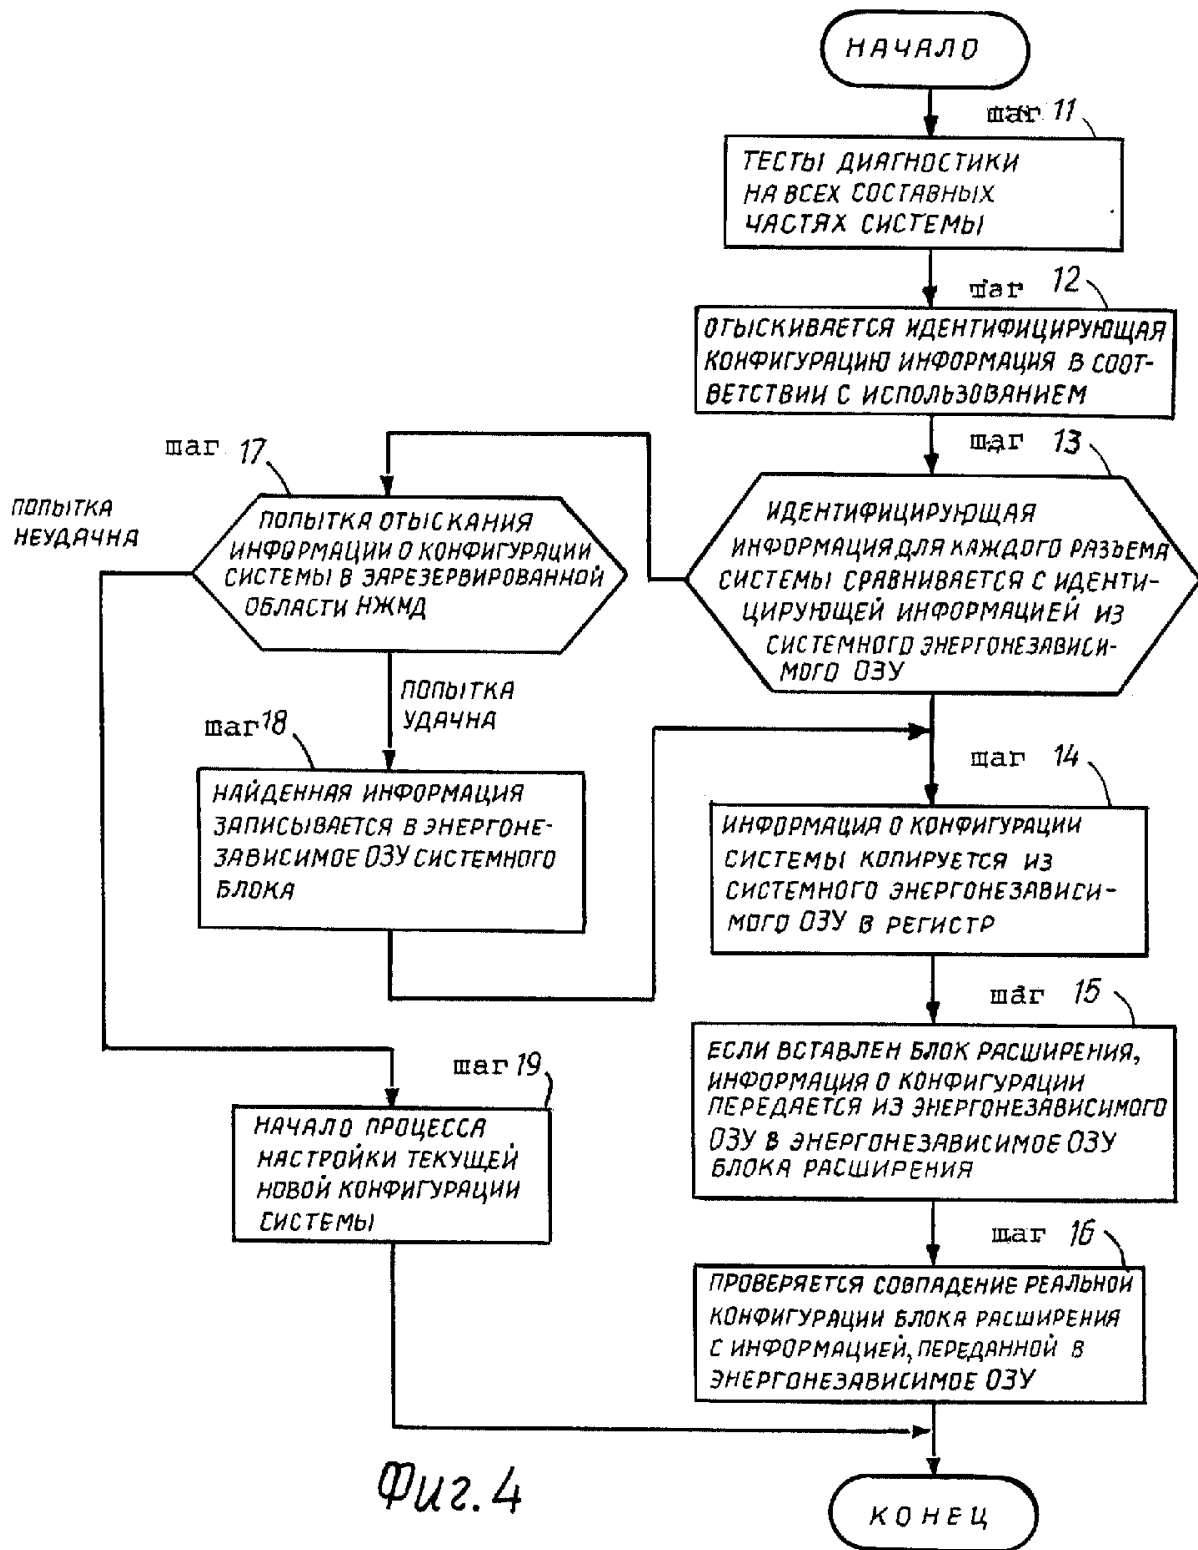 НАЧАЛО
шаг 11
ТЕСТЫ ДИАГНОСТИКИ
НА ВСЕХ СОСТАВНЫХ
ЧАСТЯХ СИСТЕМЫ
шаг 12
ОТЫСКИВАЕТСЯ ИДЕНТИФИЦИРУЮЩАЯ
КОНФИГУРАЦИЮ ИНФОРМАЦИЯ В СООТ-
ВЕТСТВИИ С ИСПОЛЬЗОВАНИЕМ
шаг 13
ИДЕНТИФИЦИРУЮЩАЯ
ИНФОРМАЦИЯ ДЛЯ КАЖДОГО РАЗЪЕМА
СИСТЕМЫ СРАВНИВАЕТСЯ С ИДЕНТИ-
ЦИРУЮЩЕЙ ИНФОРМАЦИЕЙ ИЗ
СИСТЕМНОГО ЭНЕРГОНЕЗАВИСИ-
МОГО ОЗУ
шаг 17
ПОПЫТКА ОТЫСКАНИЯ
ИНФОРМАЦИИ О КОНФИГУРАЦИИ
СИСТЕМЫ В ЗАРЕЗЕРВИРОВАННОЙ
ОБЛАСТИ НЖМД
ПОПЫТКА
НЕУДАЧНА
ПОПЫТКА
УДАЧНА
шаг 18
НАЙДЕННАЯ ИНФОРМАЦИЯ
ЗАПИСЫВАЕТСЯ В ЭНЕРГОНЕ-
ЗАВИСИМОЕ ОЗУ СИСТЕМНОГО
БЛОКА
шаг 14
ИНФОРМАЦИЯ О КОНФИГУРАЦИИ
СИСТЕМЫ КОПИРУЕТСЯ ИЗ
СИСТЕМНОГО ЭНЕРГОНЕЗАВИСИ-
МОГО ОЗУ В РЕГИСТР
шаг 15
ЕСЛИ ВСТАВЛЕН БЛОК РАСШИРЕНИЯ,
ИНФОРМАЦИЯ О КОНФИГУРАЦИИ
ПЕРЕДАЕТСЯ ИЗ ЭНЕРГОНЕЗАВИСИМОГО
ОЗУ В ЭНЕРГОНЕЗАВИСИМОЕ ОЗУ
БЛОКА РАСШИРЕНИЯ
шаг 19
НАЧАЛО ПРОЦЕССА
НАСТРОЙКИ ТЕКУЩЕЙ
НОВОЙ КОНФИГУРАЦИИ
СИСТЕМЫ
шаг 16
ПРОВЕРЯЕТСЯ СОВПАДЕНИЕ РЕАЛЬНОЙ
КОНФИГУРАЦИИ БЛОКА РАСШИРЕНИЯ
С ИНФОРМАЦИЕЙ, ПЕРЕДАННОЙ В
ЭНЕРГОНЕЗАВИСИМОЕ ОЗУ
КОНЕЦ
Фиг. 4